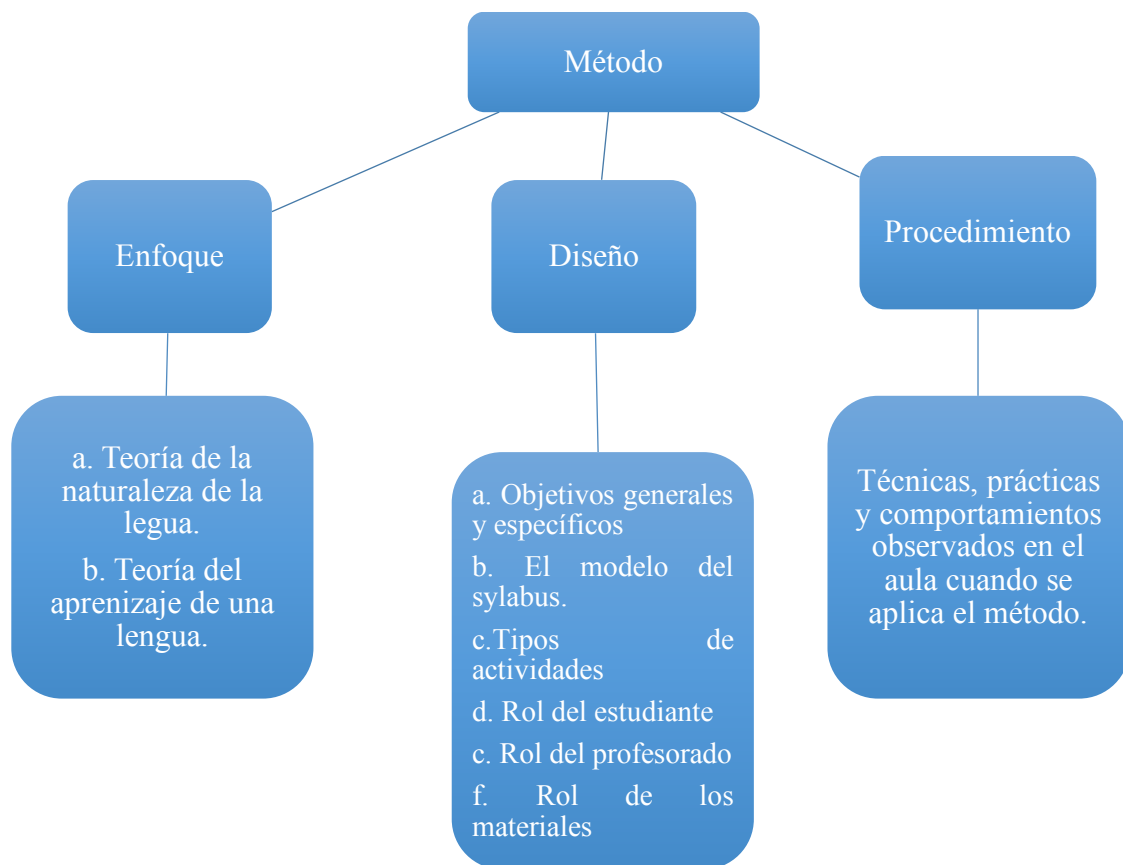 Método
Enfoque
Diseño
Procedimiento
a. Teoría de la
naturaleza de la
legua.
b. Teoría del
aprenizaje de una
lengua.
a. Objetivos generales
y específicos
b. El modelo del
sylabus.
c.Tipos de
actividades
d. Rol del estudiante
c. Rol del profesorado
f. Rol de los
materiales
Técnicas, prácticas
y comportamientos
observados en el
aula cuando se
aplica el método.